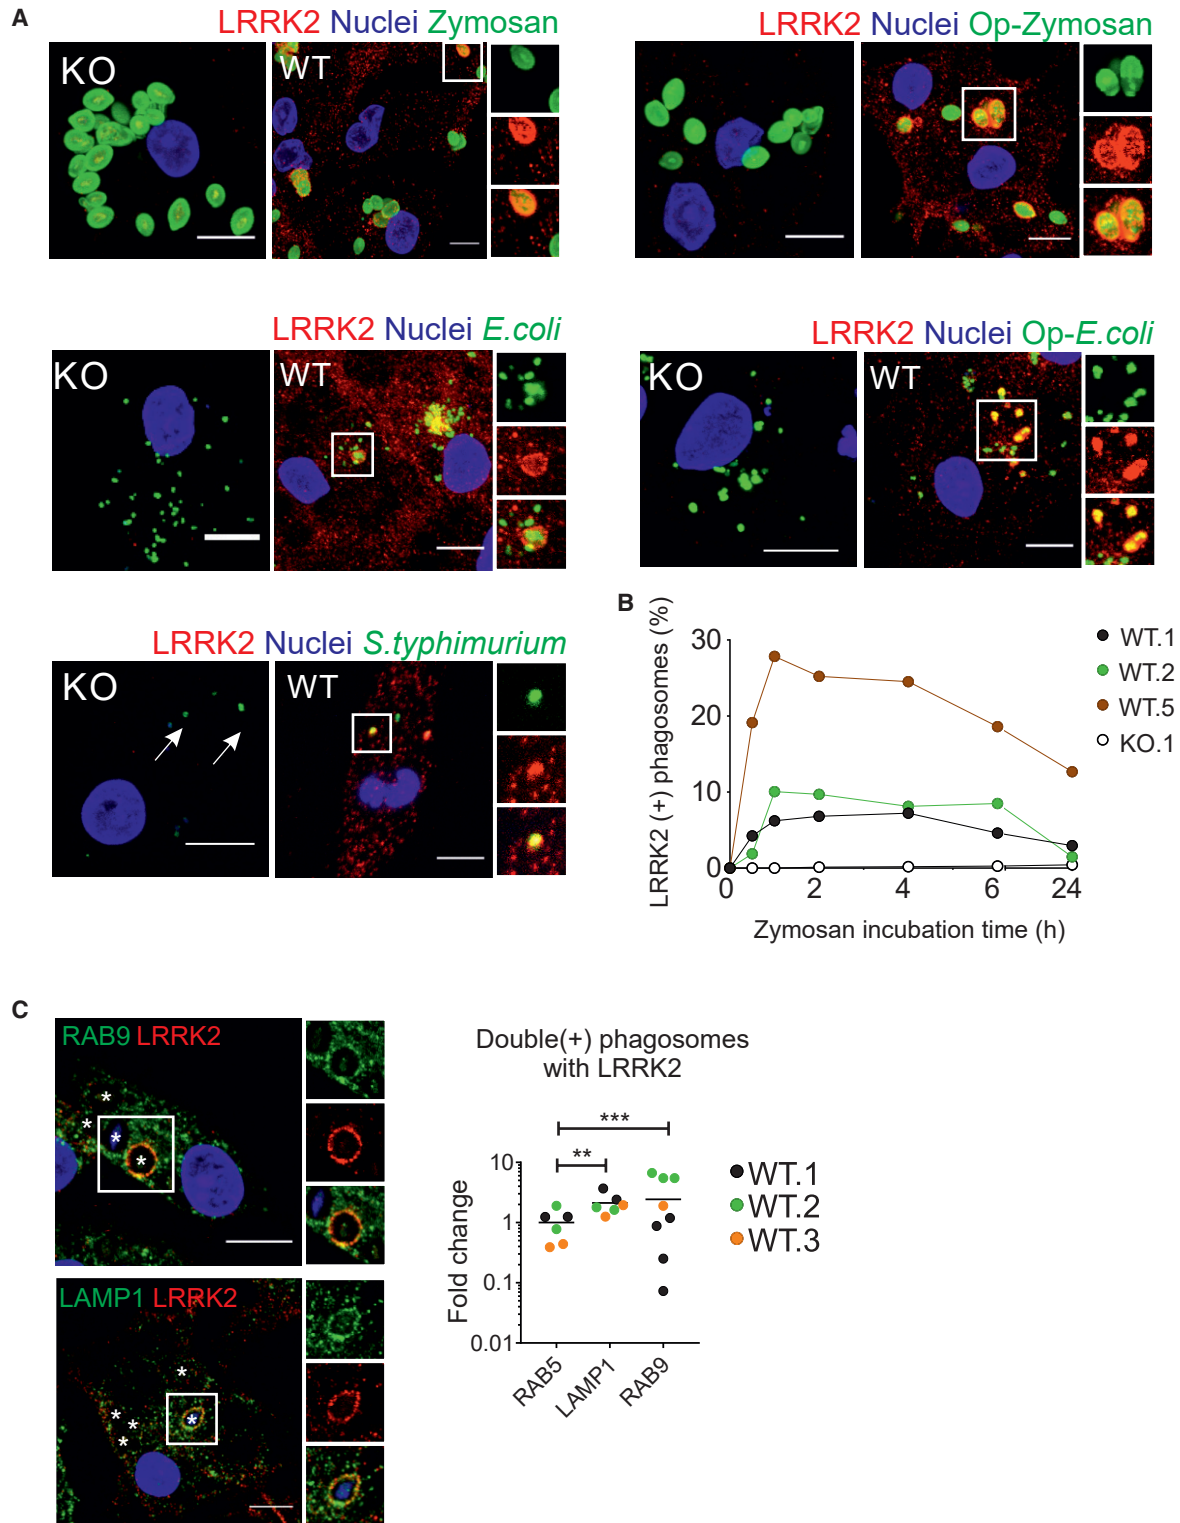 A
LRRK2 Nuclei Zymosan
KO
WT
LRRK2 Nuclei Op-Zymosan
LRRK2 Nuclei E.coli
KO
WT
LRRK2 Nuclei Op-E.coli
KO
WT
LRRK2 Nuclei S.typhimurium
KO
WT
B
LRRK2 (+) phagosomes (%)
30
20
10
0
0 2 4 6 24
Zymosan incubation time (h)
WT.1
WT.2
WT.5
KO.1
C
RAB9 LRRK2
* * * *
LAMP1 LRRK2
* * * * *
Double(+) phagosomes
with LRRK2
***
**
Fold change
10
1
0.1
0.01
RAB5
LAMP1
RAB9
WT.1
WT.2
WT.3